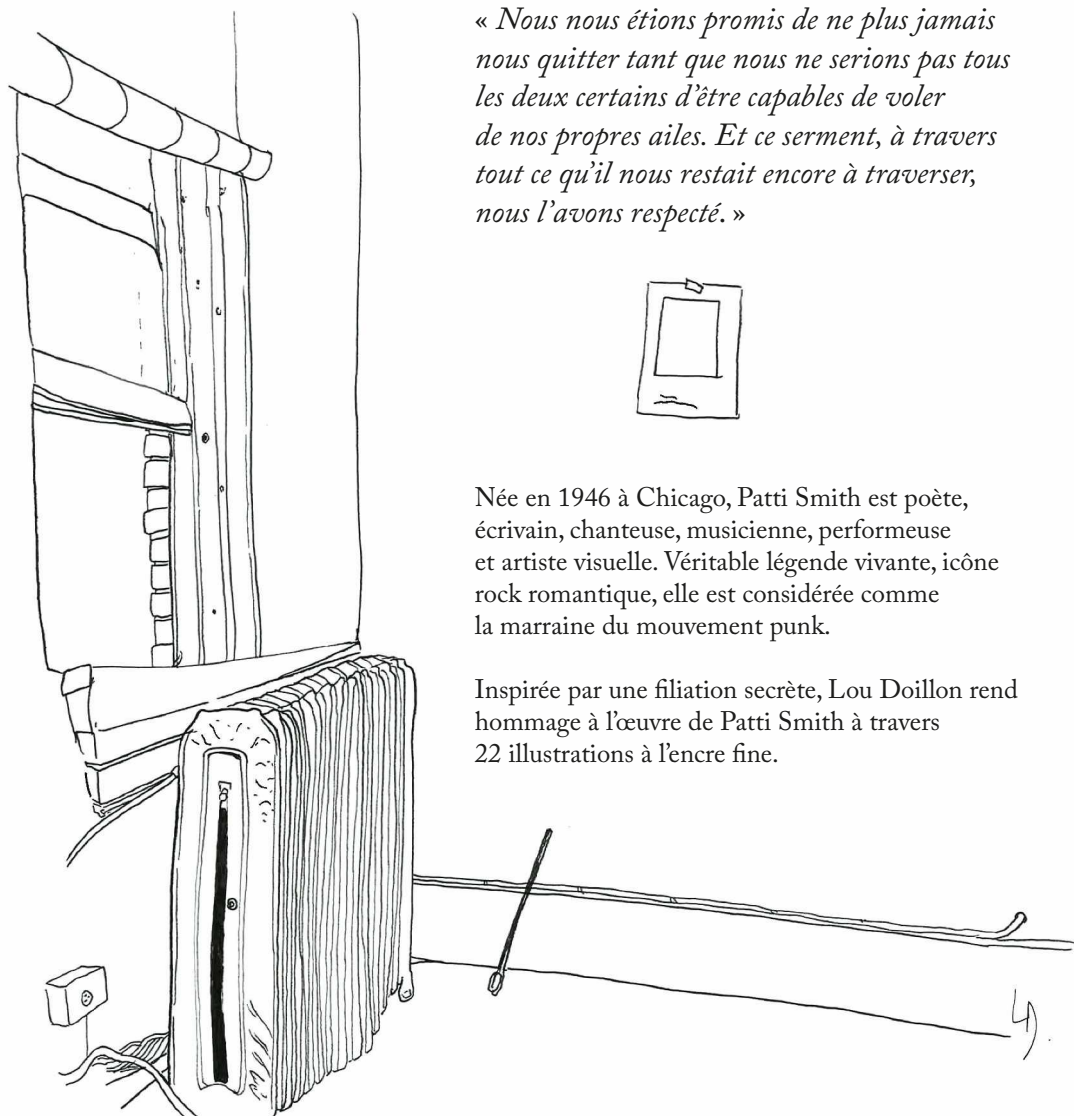 « Nous nous étions promis de ne plus jamais
nous quitter tant que nous ne serions pas tous
les deux certains d’être capables de voler
de nos propres ailes. Et ce serment, à travers
tout ce qu’il nous restait encore à traverser,
nous l’avons respecté. »
Née en 1946 à Chicago, Patti Smith est poète,
écrivain, chanteuse, musicienne, performeuse
et artiste visuelle. Véritable légende vivante, icône
rock romantique, elle est considérée comme
la marraine du mouvement punk.
Inspirée par une filiation secrète, Lou Doillon rend
hommage à l’œuvre de Patti Smith à travers
22 illustrations à l’encre fine.